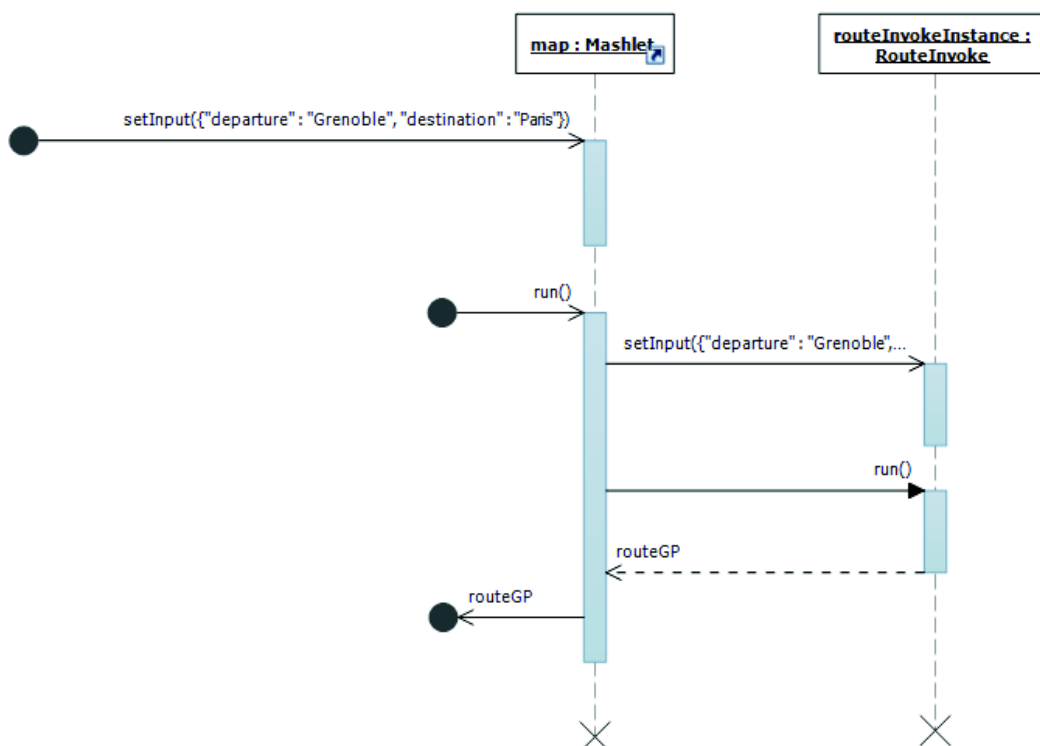 map : Mashlet
routeInvokeInstance :
RouteInvoke
setInput({"departure" : "Grenoble", "destination" : "Paris"})
run()
setInput({"departure" : "Grenoble",...
run()
routeGP
routeGP